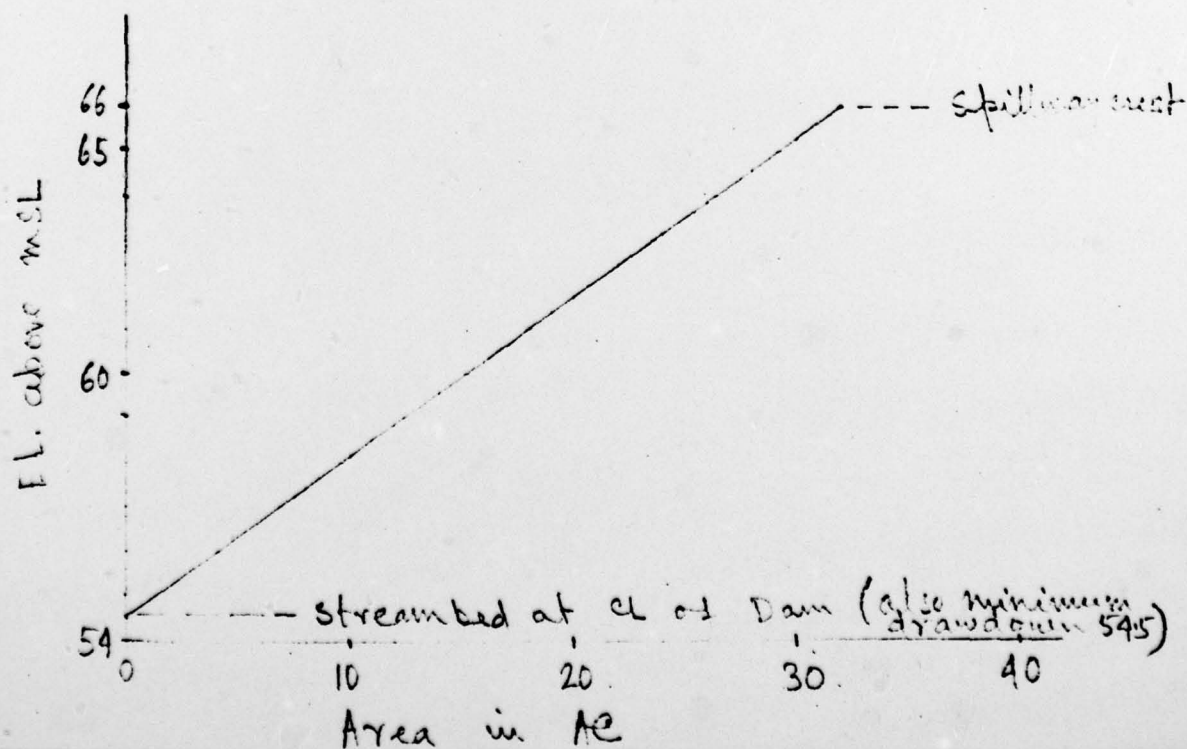 66
65
60
54
El. above MSL
--- Spillway crest
streambed at CL of Dam (also minimum
drawdown 54.5)
0 10 20 30 40
Area in AC